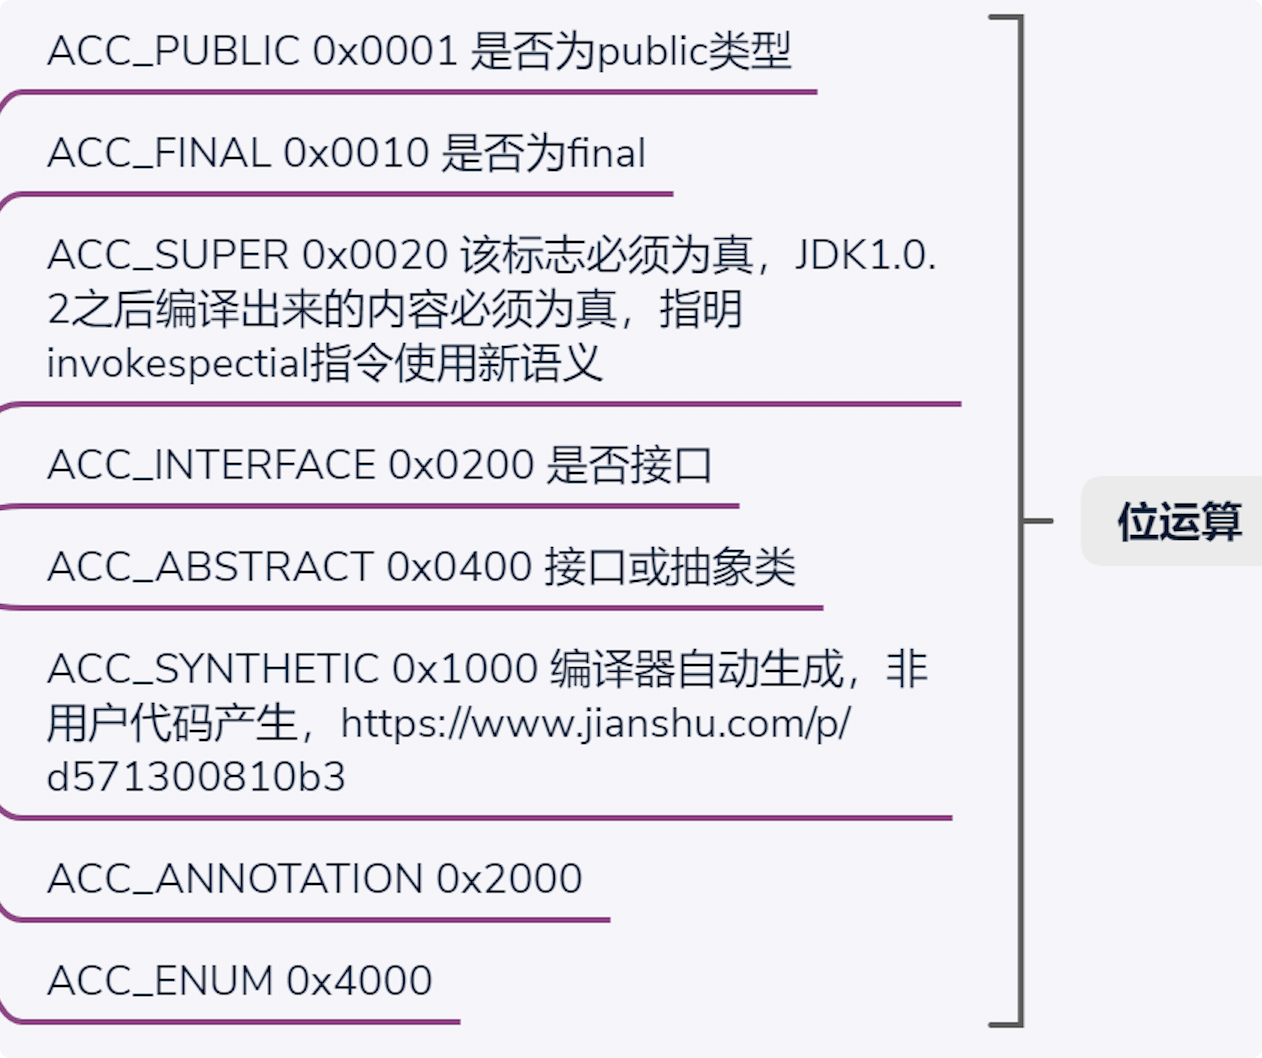 ACC_PUBLIC 0x0001 是否为public类型
ACC_FINAL 0x0010 是否为final
ACC_SUPER 0x0020 该标志必须为真，JDK1.0.
2之后编译出来的内容必须为真，指明
invokespectial指令使用新语义
ACC_INTERFACE 0x0200 是否接口
ACC_ABSTRACT 0x0400 接口或抽象类
ACC_SYNTHETIC 0x1000 编译器自动生成，非
用户代码产生，https://www.jianshu.com/p/
d571300810b3
ACC_ANNOTATION 0x2000
ACC_ENUM 0x4000
位运算